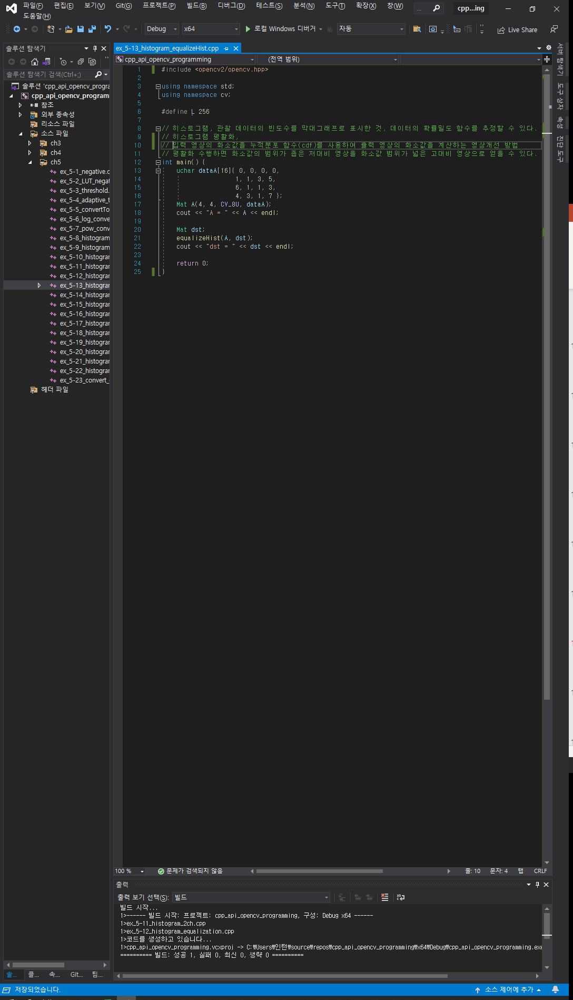 파일(F) 편집(E) 보기(V) Git(G) 프로젝트(P) 빌드(B) 디버그(D) 테스트(S) 분석(N) 도구(T) 확장(X) 창(W) ... cpp...ing
도움말(H)
Debug x64 로컬 Windows 디버거 자동 Live Share
솔루션 탐색기
솔루션 탐색기 검색(Ctrl+;)
솔루션 'cpp_api_opencv_progra
cpp_api_opencv_programm
참조
외부 종속성
리소스 파일
소스 파일
ch3
ch4
ch5
ex_5-1_negative.c
ex_5-2_LUT_negat
ex_5-3_threshold.
ex_5-4_adaptive_t
ex_5-5_convertTo
ex_5-6_log_conve
ex_5-7_pow_conv
ex_5-8_histogram
ex_5-9_histogram
ex_5-10_histograr
ex_5-11_histograr
ex_5-12_histograr
ex_5-13_histograr
ex_5-14_histograr
ex_5-15_histograr
ex_5-16_histograr
ex_5-17_histograr
ex_5-18_histograr
ex_5-19_histograr
ex_5-20_histograr
ex_5-21_histograr
ex_5-22_histograr
ex_5-23_convert_
헤더 파일
솔... 클... 속... Git... 팀...
ex_5-13_histogram_equalizeHist.cpp
cpp_api_opencv_programming (전역 범위)
1 #include <opencv2/opencv.hpp>
2
3 using namespace std;
4 using namespace cv;
5
6 #define L 256
7
8 // 히스토그램, 관찰 데이터의 빈도수를 막대그래프로 표시한 것, 데이터의 확률밀도 함수를 추정할 수 있다.
9 // 히스토그램 평활화,
10 // 입력 영상의 화소값을 누적분포 함수(cdf)를 사용하여 출력 영상의 화소값을 계산하는 영상개선 방법
11 // 평활화 수행하면 화소값의 범위가 좁은 저대비 영상을 화소값 범위가 넓은 고대비 영상으로 얻을 수 있다.
12 int main() {
13 uchar dataA[16]{ 0, 0, 0, 0,
14 1, 1, 3, 5,
15 6, 1, 1, 3,
16 4, 3, 1, 7 };
17 Mat A(4, 4, CV_8U, dataA);
18 cout << "A = " << A << endl;
19
20 Mat dst;
21 equalizeHist(A, dst);
22 cout << "dst = " << dst << endl;
23
24 return 0;
25 }
서버 탐색기
도구 상자
속성
진단 도구
100 % 문제가 검색되지 않음 줄: 10 문자: 4 탭 CRLF
출력
출력 보기 선택(S): 빌드
빌드 시작...
1>------ 빌드 시작: 프로젝트: cpp_api_opencv_programming, 구성: Debug x64 ------
1>ex_5-11_histogram_2ch.cpp
1>ex_5-12_histogram_equalization.cpp
1>코드를 생성하고 있습니다...
1>cpp_api_opencv_programming.vcxproj -> C:₩Users₩인턴₩source₩repos₩cpp_api_opencv_programming₩x64₩Debug₩cpp_api_opencv_programming.exe
========== 빌드: 성공 1, 실패 0, 최신 0, 생략 0 ==========
저장되었습니다. 소스 제어에 추가